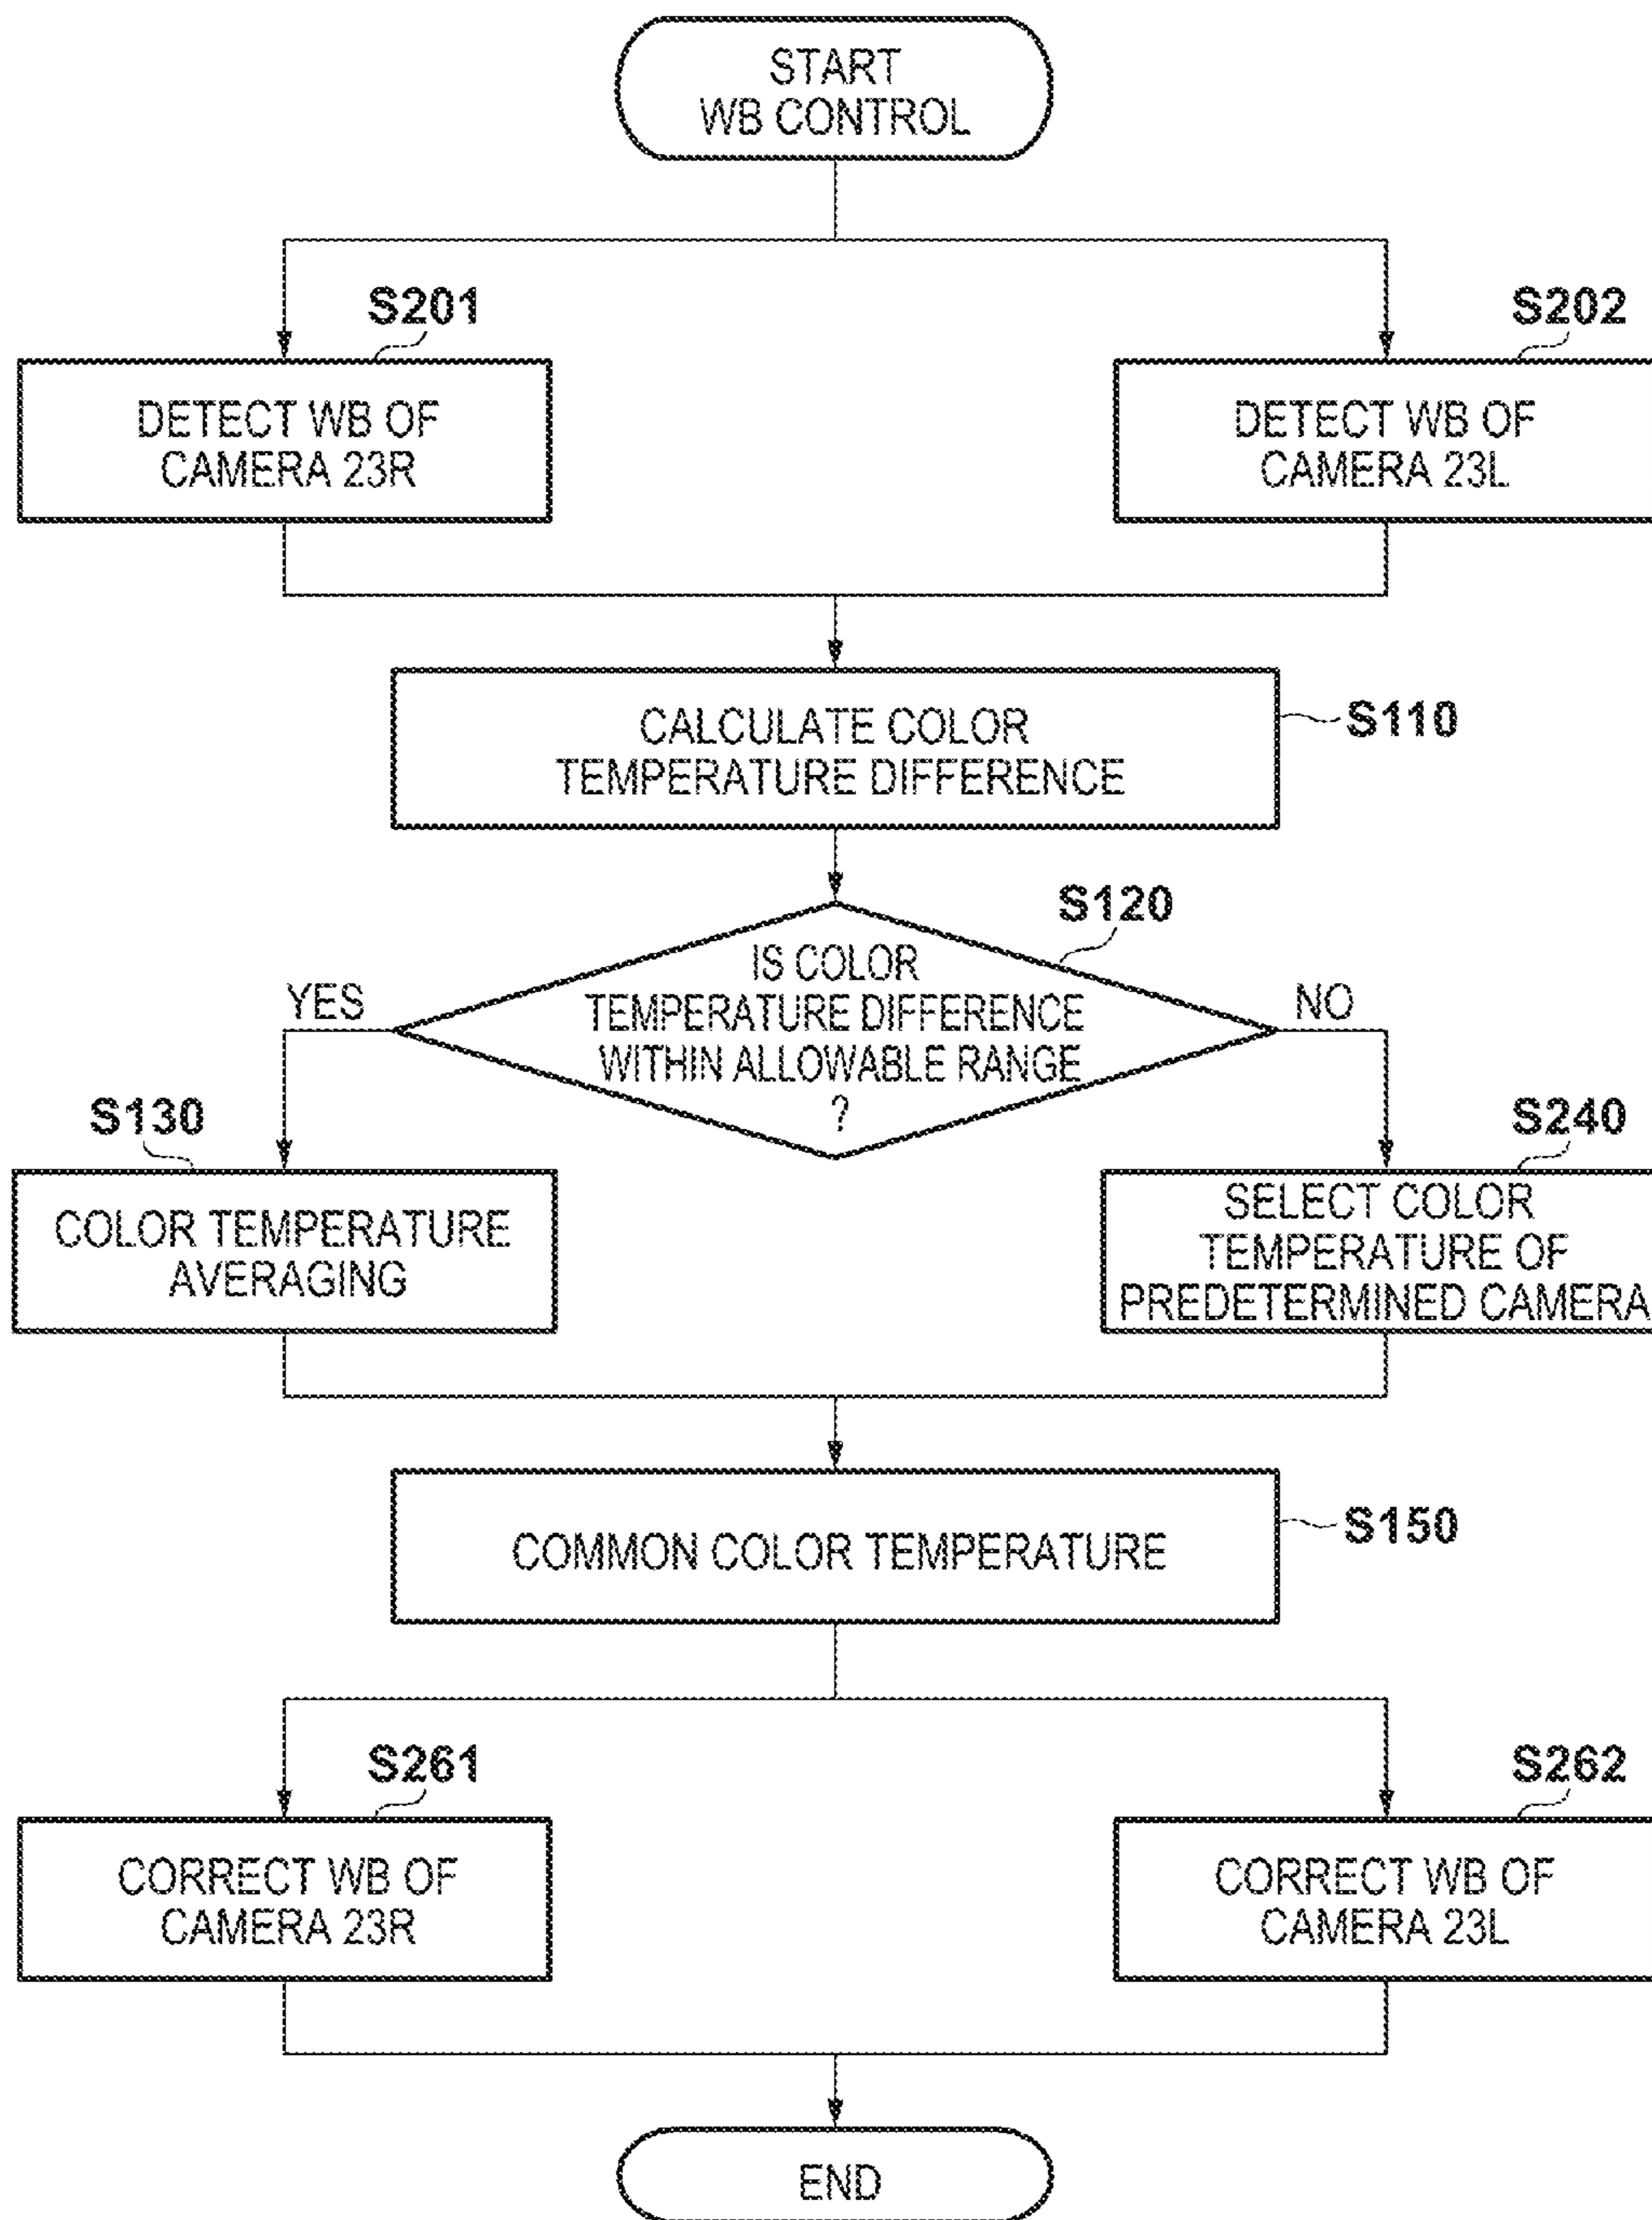 START
WB CONTROL
S201
S202
DETECT WB OF
CAMERA 23R
DETECT WB OF
CAMERA 23L
CALCULATE COLOR
TEMPERATURE DIFFERENCE
S110
S120
IS COLOR
TEMPERATURE DIFFERENCE
WITHIN ALLOWABLE RANGE
?
YES
NO
S130
S240
COLOR TEMPERATURE
AVERAGING
SELECT COLOR
TEMPERATURE OF
PREDETERMINED CAMERA
COMMON COLOR TEMPERATURE
S150
S261
S262
CORRECT WB OF
CAMERA 23R
CORRECT WB OF
CAMERA 23L
END